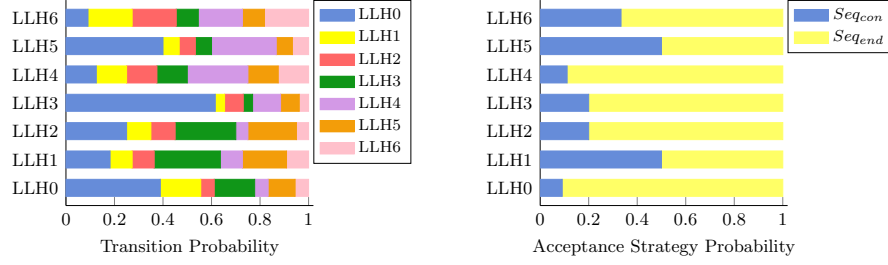 LLH6
LLH5
LLH4
LLH3
LLH2
LLH1
LLH0
0 0.2 0.4 0.6 0.8 1
Transition Probability
LLH0
LLH1
LLH2
LLH3
LLH4
LLH5
LLH6
LLH6
LLH5
LLH4
LLH3
LLH2
LLH1
LLH0
0 0.2 0.4 0.6 0.8 1
Acceptance Strategy Probability
Seq_con
Seq_end